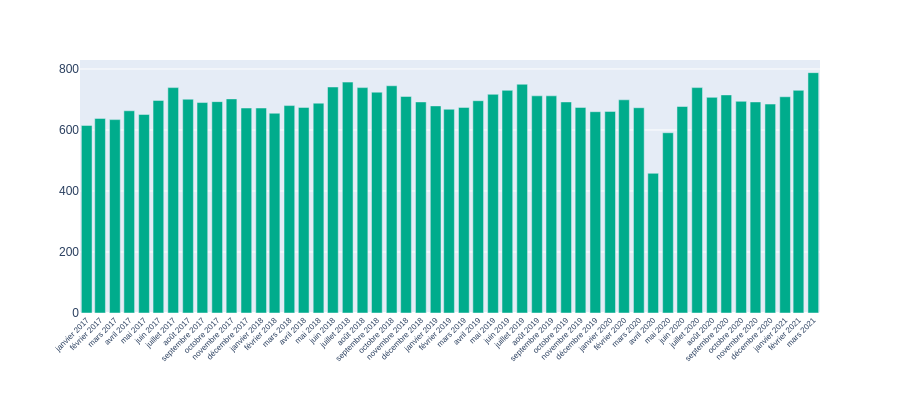 800
600
400
200
0
janvier 2017
février 2017
mars 2017
avril 2017
mai 2017
juin 2017
juillet 2017
août 2017
septembre 2017
octobre 2017
novembre 2017
décembre 2017
janvier 2018
février 2018
mars 2018
avril 2018
mai 2018
juin 2018
juillet 2018
août 2018
septembre 2018
octobre 2018
novembre 2018
décembre 2018
janvier 2019
février 2019
mars 2019
avril 2019
mai 2019
juin 2019
juillet 2019
août 2019
septembre 2019
octobre 2019
novembre 2019
décembre 2019
janvier 2020
février 2020
mars 2020
avril 2020
mai 2020
juin 2020
juillet 2020
août 2020
septembre 2020
octobre 2020
novembre 2020
décembre 2020
janvier 2021
février 2021
mars 2021